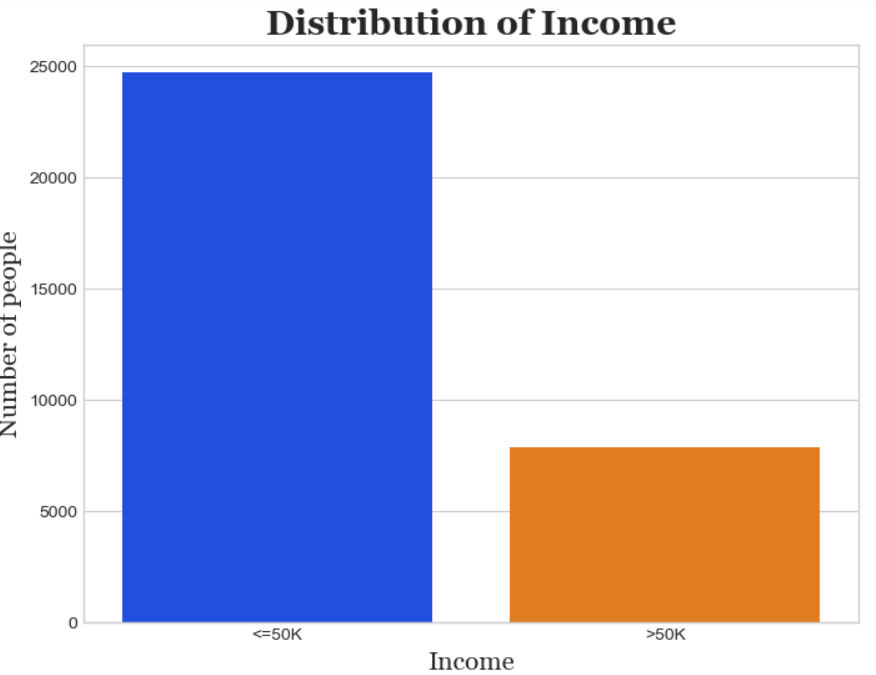 Distribution of Income
Number of people
25000
20000
15000
10000
5000
0
<=50K
>50K
Income